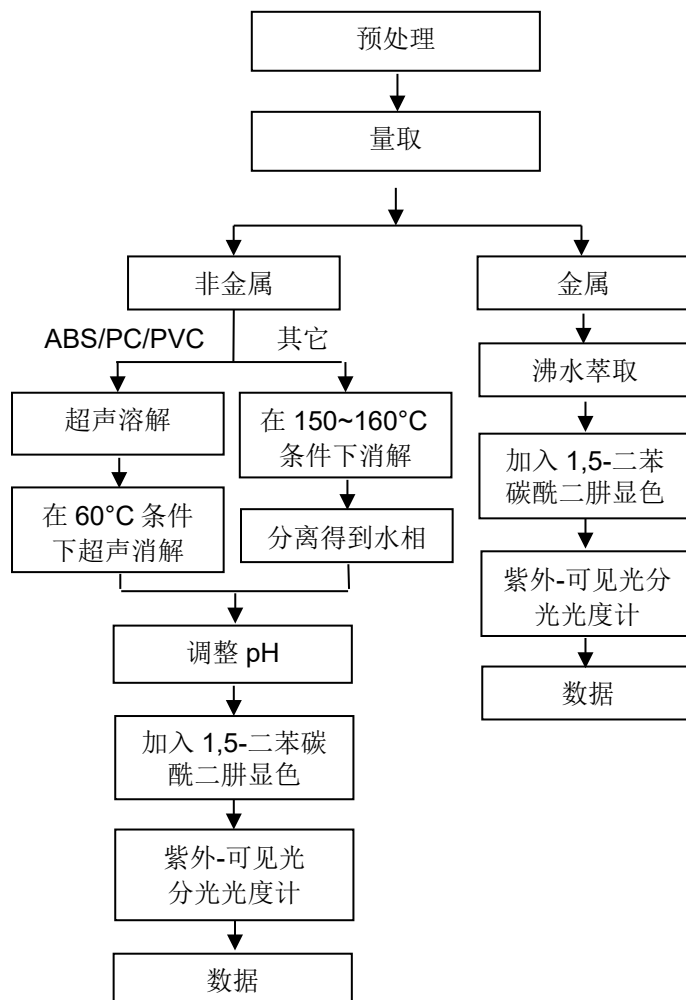 预处理
量取
非金属
金属
ABS/PC/PVC
其它
沸水萃取
超声溶解
在 150~160°C
条件下消解
加入 1,5-二苯
碳酰二肼显色
在 60°C 条件
下超声消解
分离得到水相
紫外-可见光分
光光度计
调整 pH
数据
加入 1,5-二苯碳
酰二肼显色
紫外-可见光
分光光度计
数据